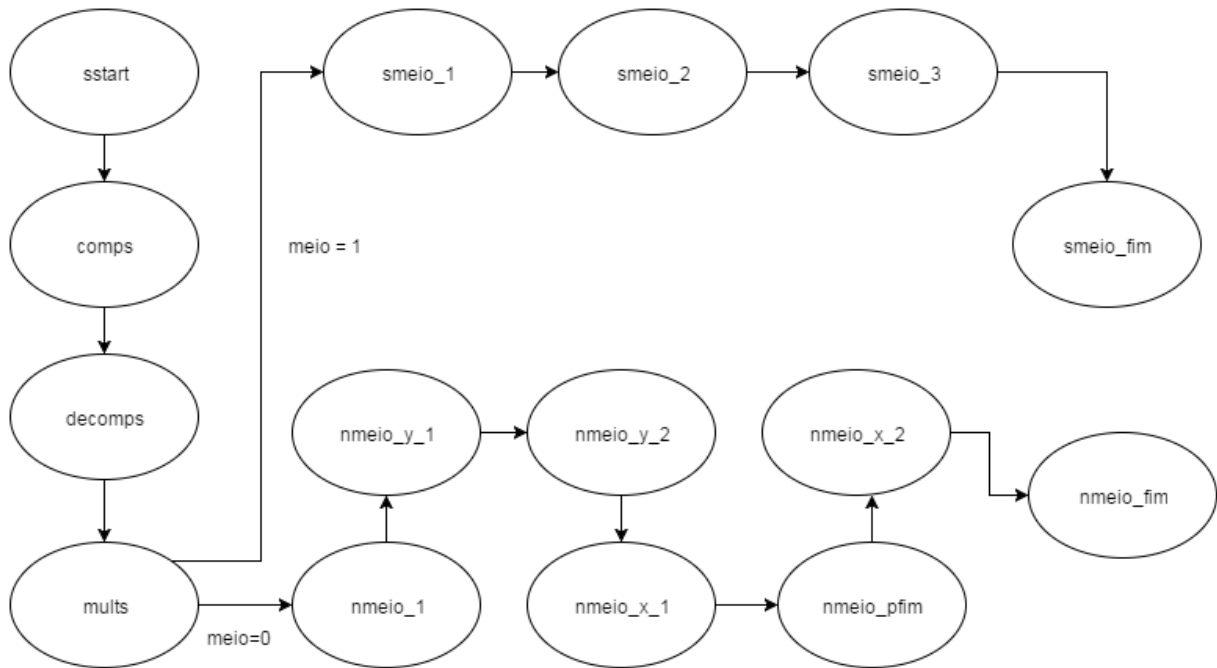 sstart
smeio_1
smeio_2
smeio_3
comps
meio = 1
smeio_fim
decomps
nmeio_y_1
nmeio_y_2
nmeio_x_2
nmeio_fim
mults
nmeio_1
nmeio_x_1
nmeio_pfim
meio=0